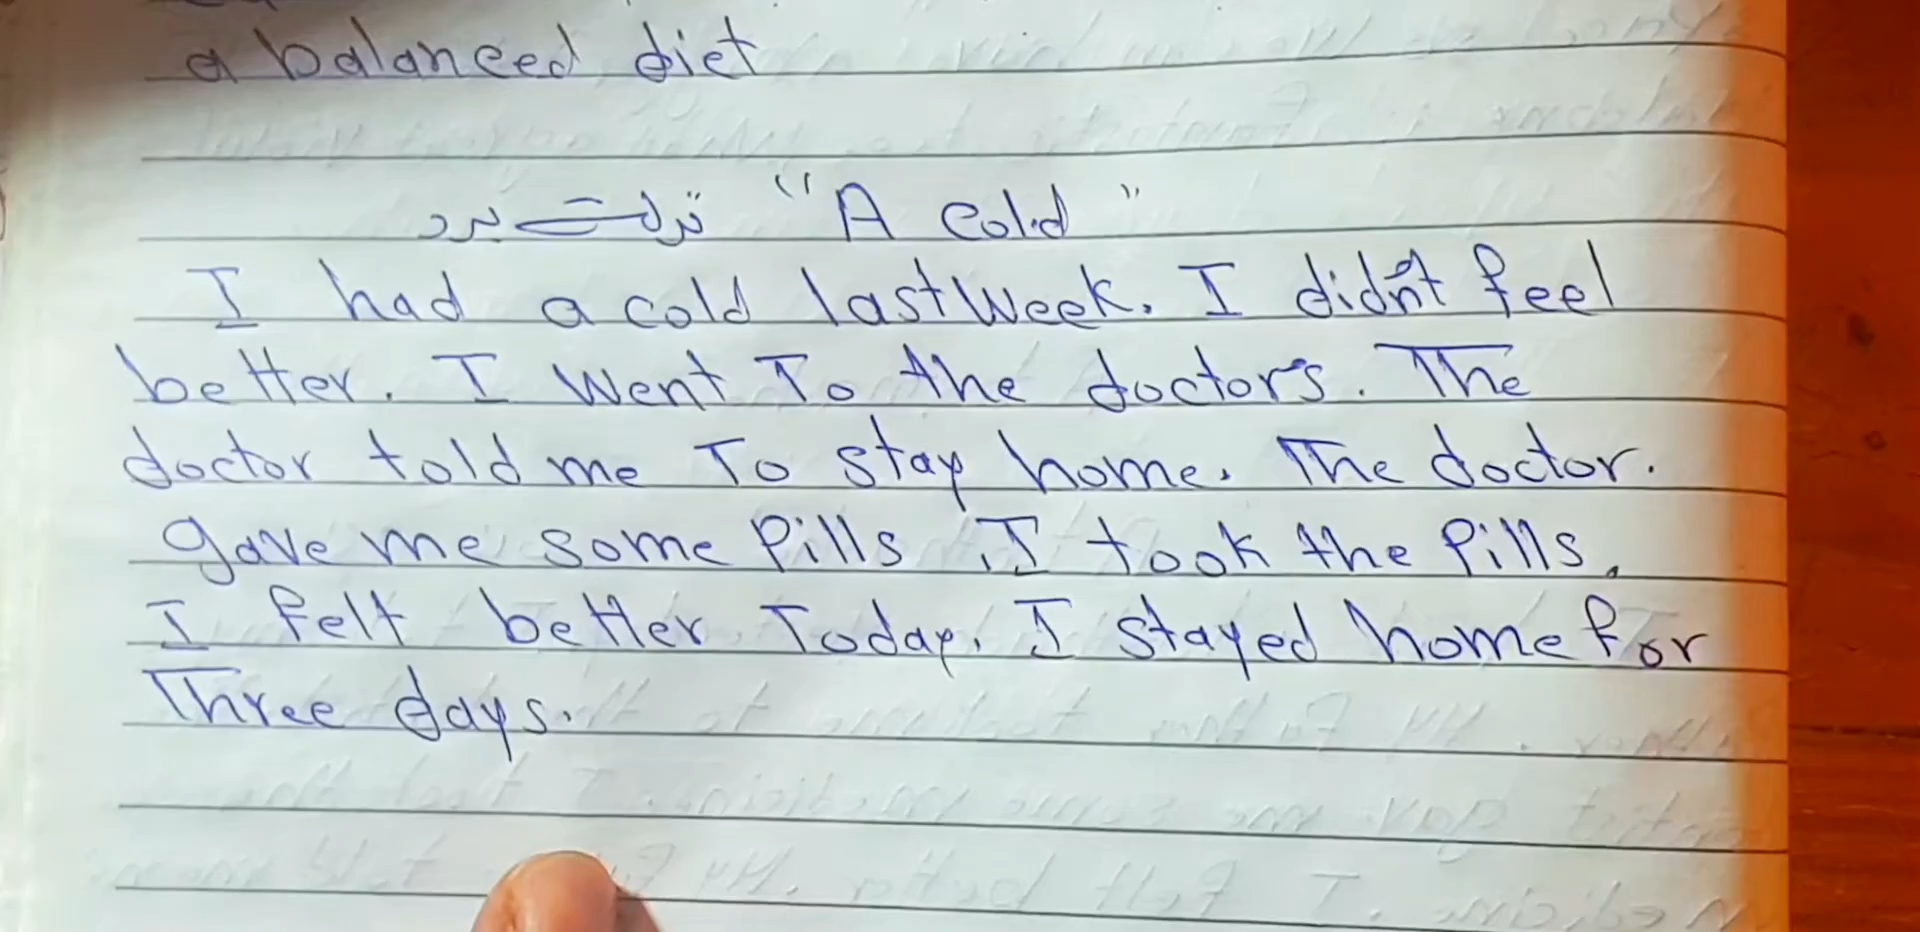 a balanced diet
نزلت برد "A cold"
I had a cold last week. I didn't feel
better. I went To the doctor's. The
doctor told me To stay home. The doctor.
gave me some Pills .I took the Pills.
I felt better Today. I stayed home for
Three days.